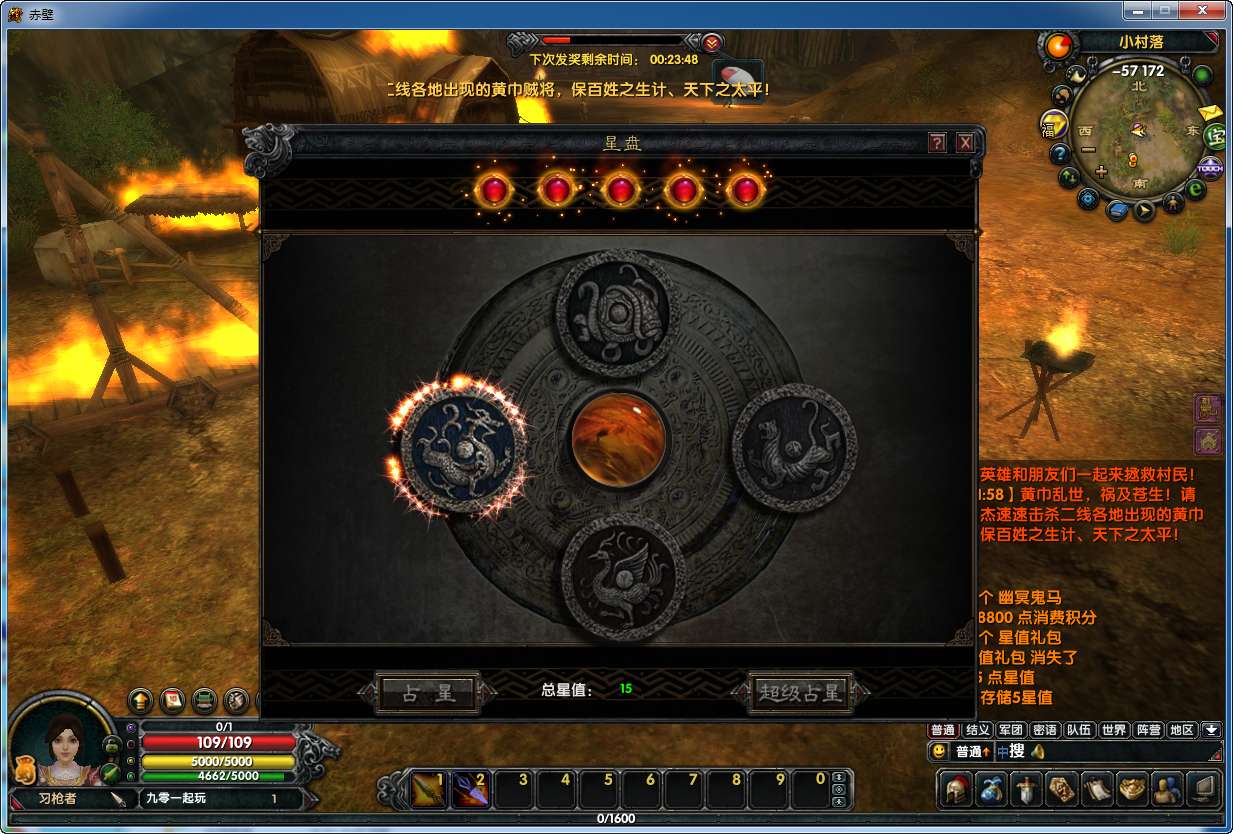 赤壁
下次发奖剩余时间： 00:23:48
线各地出现的黄巾贼将，保百姓之生计、天下之太平！
小村落
-57 172
北
西
东
南
福
宝
TOUCH
星盘
? X
英雄和朋友们一起来拯救村民！
:58】黄巾乱世，祸及苍生！请
杰速速击杀二线各地出现的黄巾
保百姓之生计、天下之太平！
个 幽冥鬼马
8800 点消费积分
个 星值礼包
值礼包 消失了
5 点星值
存储5星值
占 星
总星值： 15
超级占星
普通 结义 军团 密语 队伍 世界 阵营 地区
普通 中搜
0/1
109/109
5000/5000
4662/5000
习枪者
九零一起玩 1
1 2 3 4 5 6 7 8 9 0
0/1600